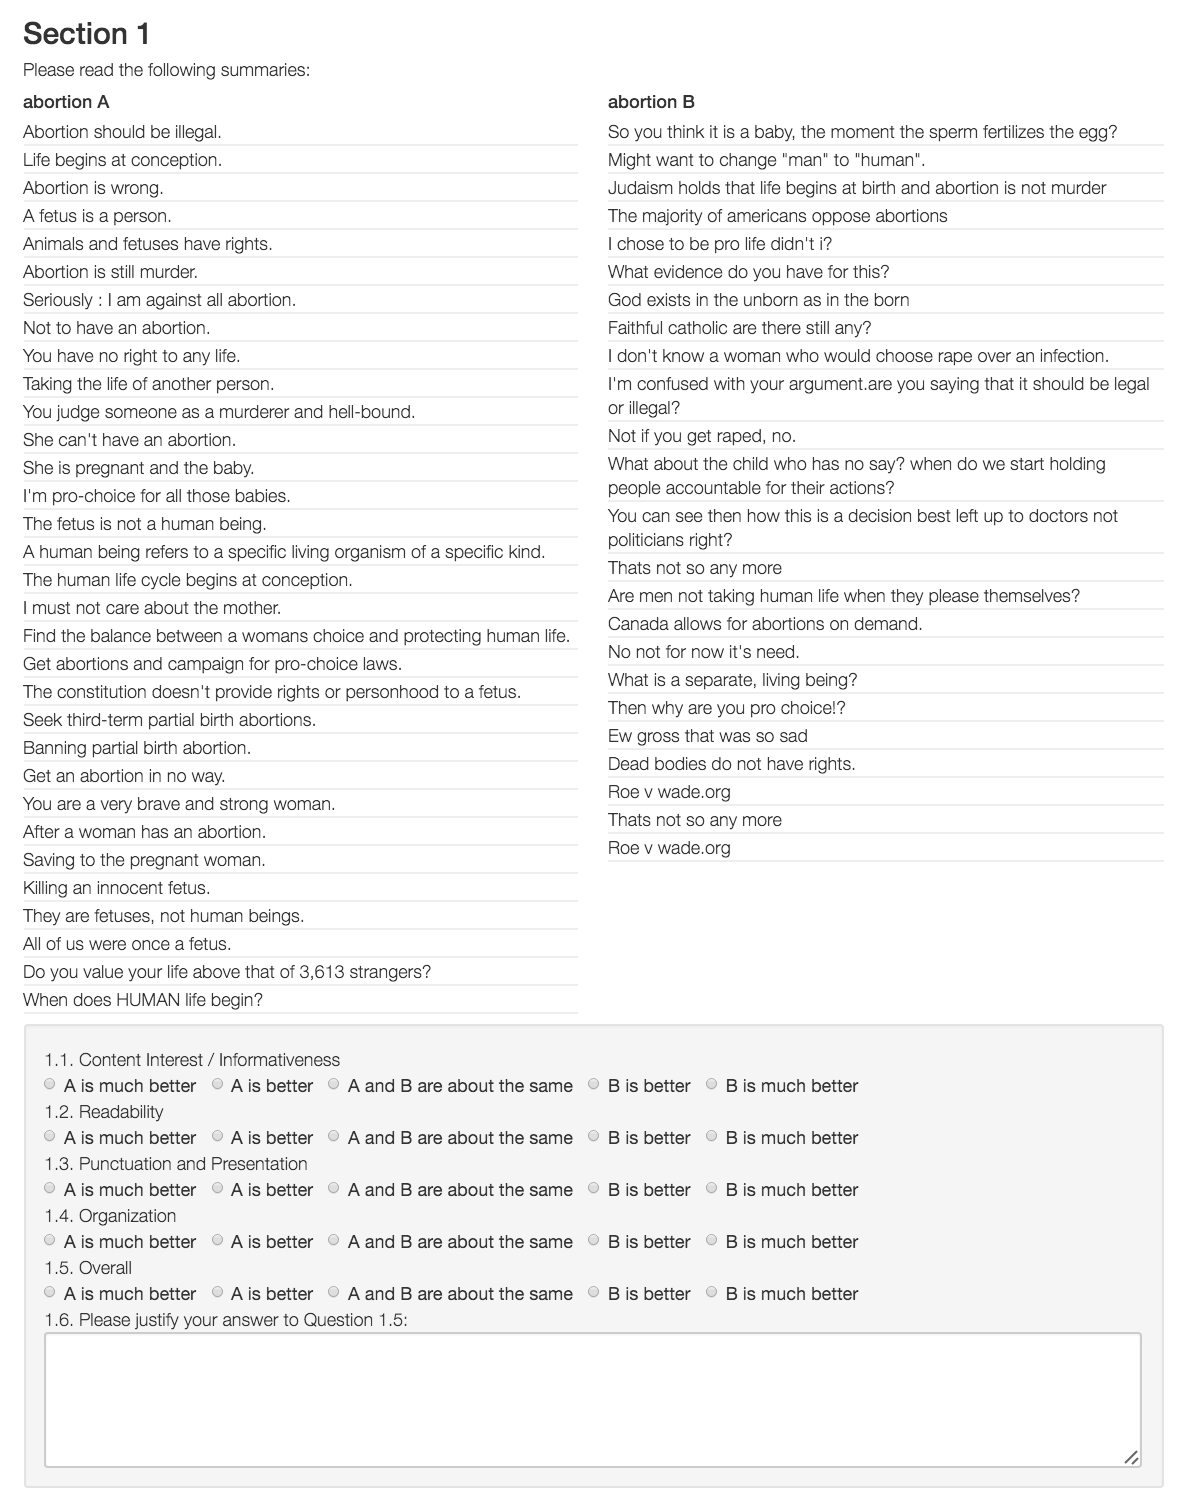 Section 1
Please read the following summaries:
abortion A
Abortion should be illegal.
Life begins at conception.
Abortion is wrong.
A fetus is a person.
Animals and fetuses have rights.
Abortion is still murder.
Seriously : I am against all abortion.
Not to have an abortion.
You have no right to any life.
Taking the life of another person.
You judge someone as a murderer and hell-bound.
She can't have an abortion.
She is pregnant and the baby.
I'm pro-choice for all those babies.
The fetus is not a human being.
A human being refers to a specific living organism of a specific kind.
The human life cycle begins at conception.
I must not care about the mother.
Find the balance between a womans choice and protecting human life.
Get abortions and campaign for pro-choice laws.
The constitution doesn't provide rights or personhood to a fetus.
Seek third-term partial birth abortions.
Banning partial birth abortion.
Get an abortion in no way.
You are a very brave and strong woman.
After a woman has an abortion.
Saving to the pregnant woman.
Killing an innocent fetus.
They are fetuses, not human beings.
All of us were once a fetus.
Do you value your life above that of 3,613 strangers?
When does HUMAN life begin?
abortion B
So you think it is a baby, the moment the sperm fertilizes the egg?
Might want to change "man" to "human".
Judaism holds that life begins at birth and abortion is not murder
The majority of americans oppose abortions
I chose to be pro life didn't i?
What evidence do you have for this?
God exists in the unborn as in the born
Faithful catholic are there still any?
I don't know a woman who would choose rape over an infection.
I'm confused with your argument.are you saying that it should be legal
or illegal?
Not if you get raped, no.
What about the child who has no say? when do we start holding
people accountable for their actions?
You can see then how this is a decision best left up to doctors not
politicians right?
Thats not so any more
Are men not taking human life when they please themselves?
Canada allows for abortions on demand.
No not for now it's need.
What is a separate, living being?
Then why are you pro choice!?
Ew gross that was so sad
Dead bodies do not have rights.
Roe v wade.org
Thats not so any more
Roe v wade.org
1.1. Content Interest / Informativeness
A is much better A is better A and B are about the same B is better B is much better
1.2. Readability
A is much better A is better A and B are about the same B is better B is much better
1.3. Punctuation and Presentation
A is much better A is better A and B are about the same B is better B is much better
1.4. Organization
A is much better A is better A and B are about the same B is better B is much better
1.5. Overall
A is much better A is better A and B are about the same B is better B is much better
1.6. Please justify your answer to Question 1.5: